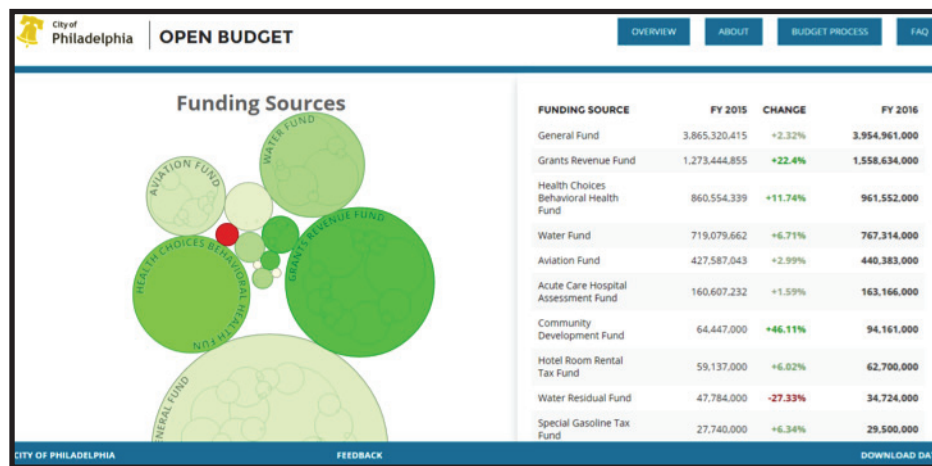 City of
Philadelphia
OPEN BUDGET
OVERVIEW ABOUT BUDGET PROCESS FAQ
Funding Sources
WATER FUND
AVIATION FUND
GRANTS REVENUE FUND
HEALTH CHOICES BEHAVIORAL HEALTH FUN
ENERAL FUND
FUNDING SOURCE FY 2015 CHANGE FY 2016
General Fund 3,865,320,415 +2.32% 3,954,961,000
Grants Revenue Fund 1,273,444,855 +22.4% 1,558,634,000
Health Choices
Behavioral Health 860,554,339 +11.74% 961,552,000
Fund
Water Fund 719,079,662 +6.71% 767,314,000
Aviation Fund 427,587,043 +2.99% 440,383,000
Acute Care Hospital
Assessment Fund 160,607,232 +1.59% 163,166,000
Community
Development Fund 64,447,000 +46.11% 94,161,000
Hotel Room Rental
Tax Fund 59,137,000 +6.02% 62,700,000
Water Residual Fund 47,784,000 -27.33% 34,724,000
Special Gasoline Tax
Fund 27,740,000 +6.34% 29,500,000
CITY OF PHILADELPHIA FEEDBACK DOWNLOAD DAT